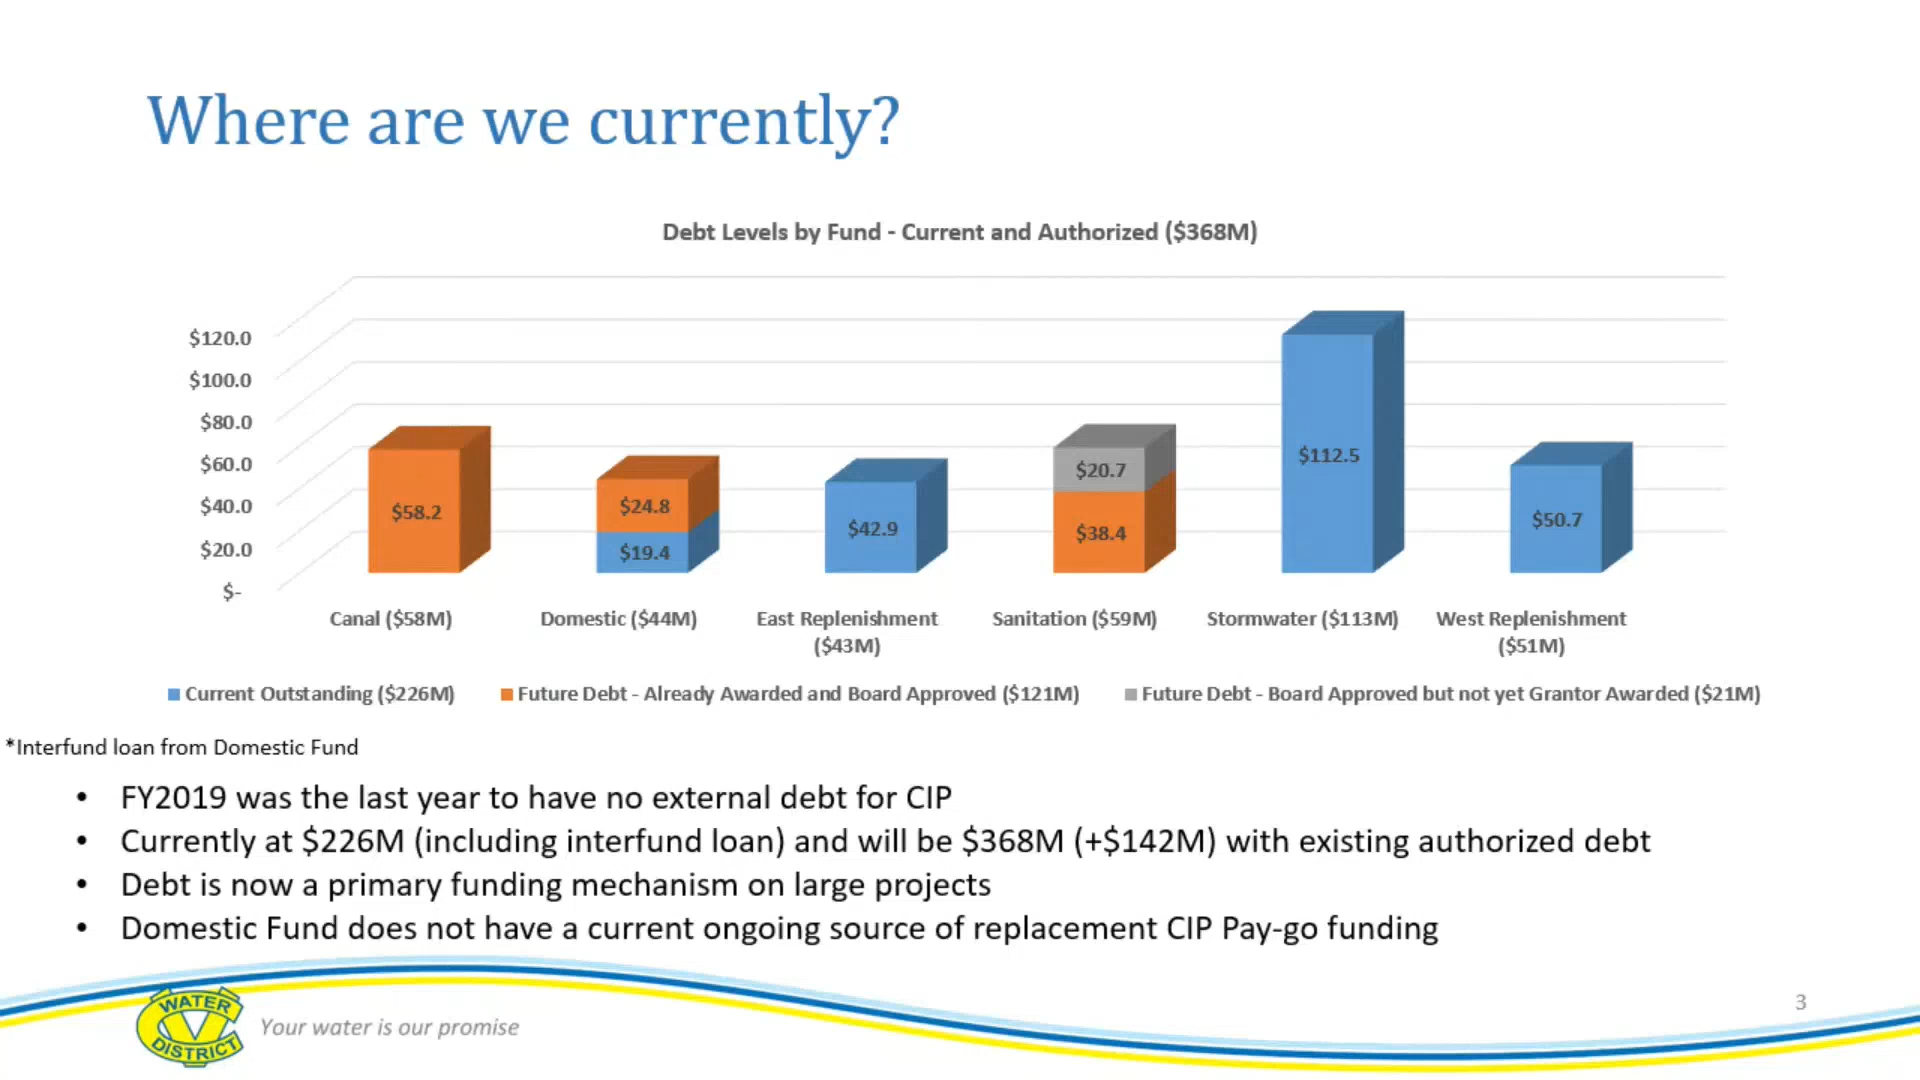 Where are we currently?
Debt Levels by Fund - Current and Authorized ($368M)
$120.0
$100.0
$80.0
$60.0
$40.0
$20.0
$-
$58.2
$24.8
$19.4
$42.9
$20.7
$38.4
$112.5
$50.7
Canal ($58M)
Domestic ($44M)
East Replenishment
($43M)
Sanitation ($59M)
Stormwater ($113M)
West Replenishment
($51M)
Current Outstanding ($226M)
Future Debt - Already Awarded and Board Approved ($121M)
Future Debt - Board Approved but not yet Grantor Awarded ($21M)
*Interfund loan from Domestic Fund
• FY2019 was the last year to have no external debt for CIP
• Currently at $226M (including interfund loan) and will be $368M (+$142M) with existing authorized debt
• Debt is now a primary funding mechanism on large projects
• Domestic Fund does not have a current ongoing source of replacement CIP Pay-go funding
WATER
CV
DISTRICT
Your water is our promise
3